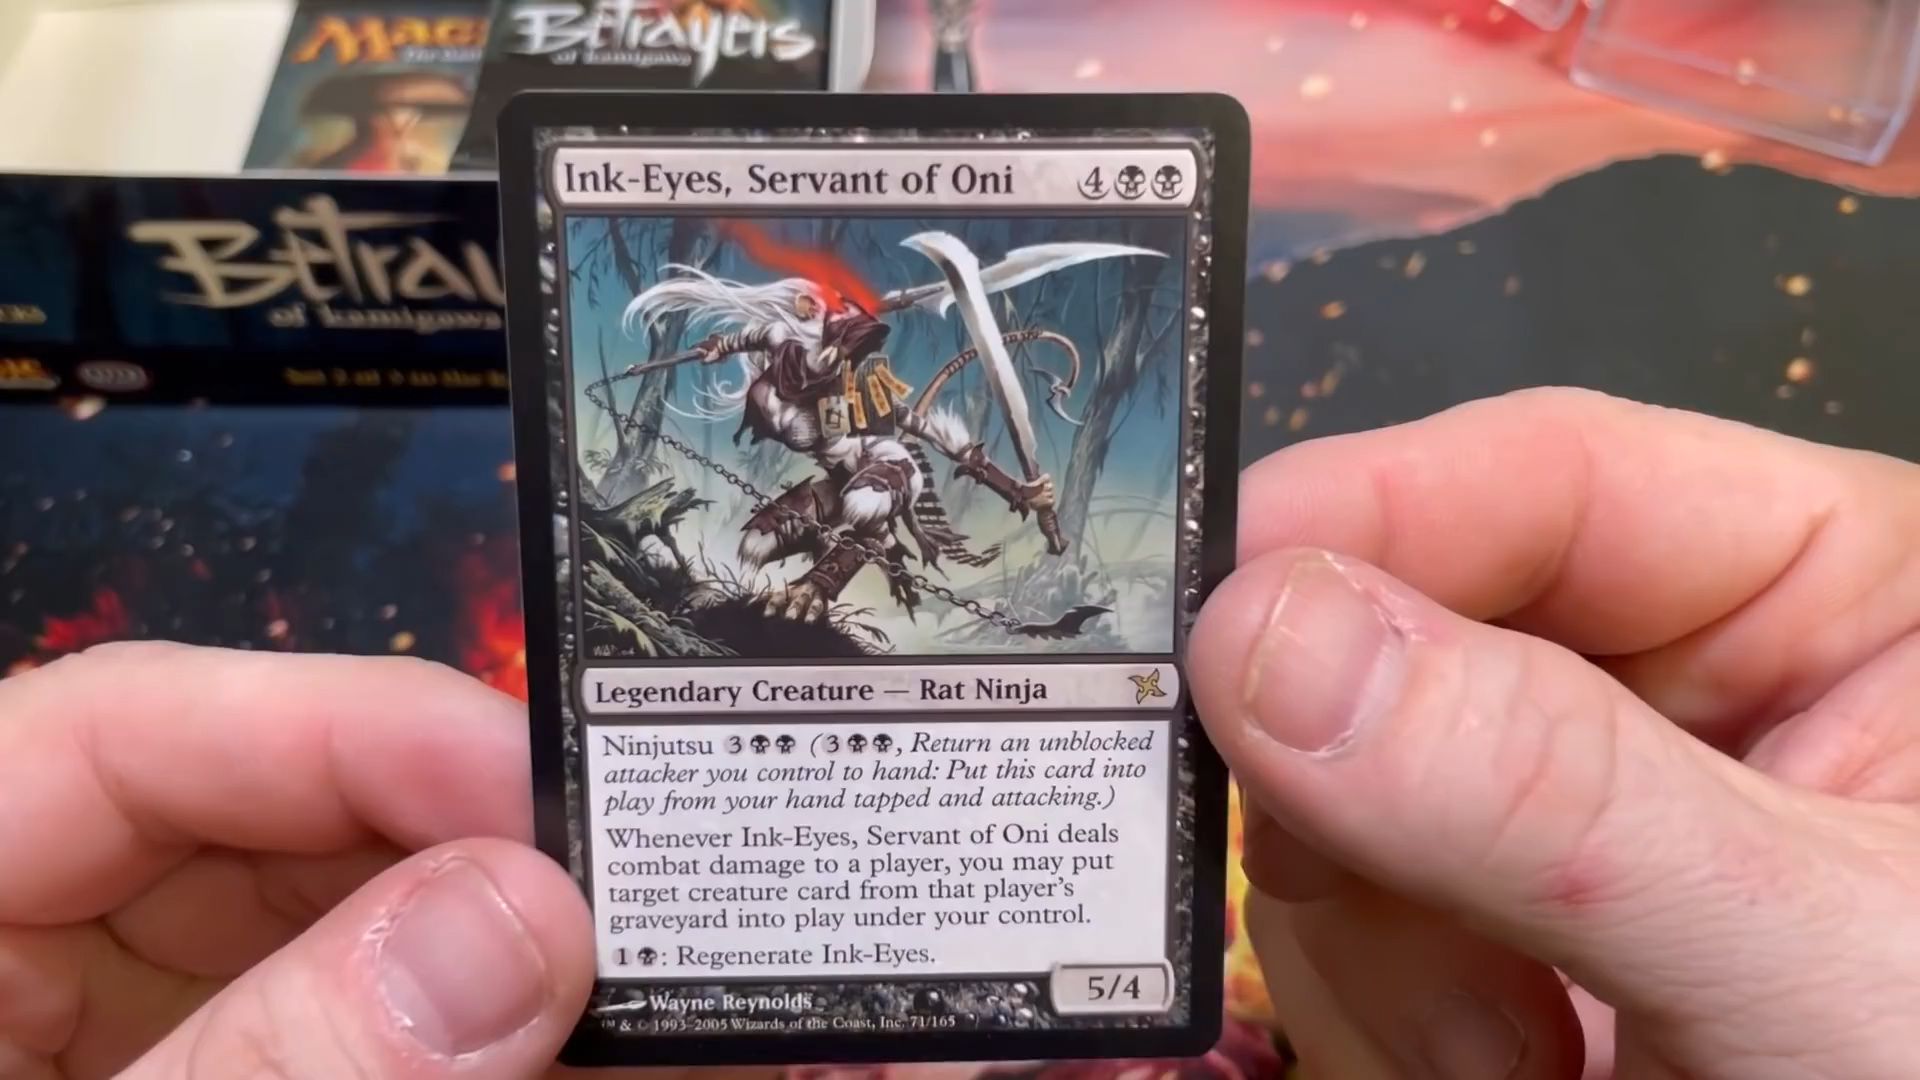 Magic
Betrayers
of kamigawa
Betray
of kamigawa
Ink-Eyes, Servant of Oni 4
Legendary Creature — Rat Ninja
Ninjutsu 3 (3, Return an unblocked
attacker you control to hand: Put this card into
play from your hand tapped and attacking.)
Whenever Ink-Eyes, Servant of Oni deals
combat damage to a player, you may put
target creature card from that player's
graveyard into play under your control.
1: Regenerate Ink-Eyes.
5/4
Wayne Reynolds
™ & © 1993-2005 Wizards of the Coast, Inc. 71/165